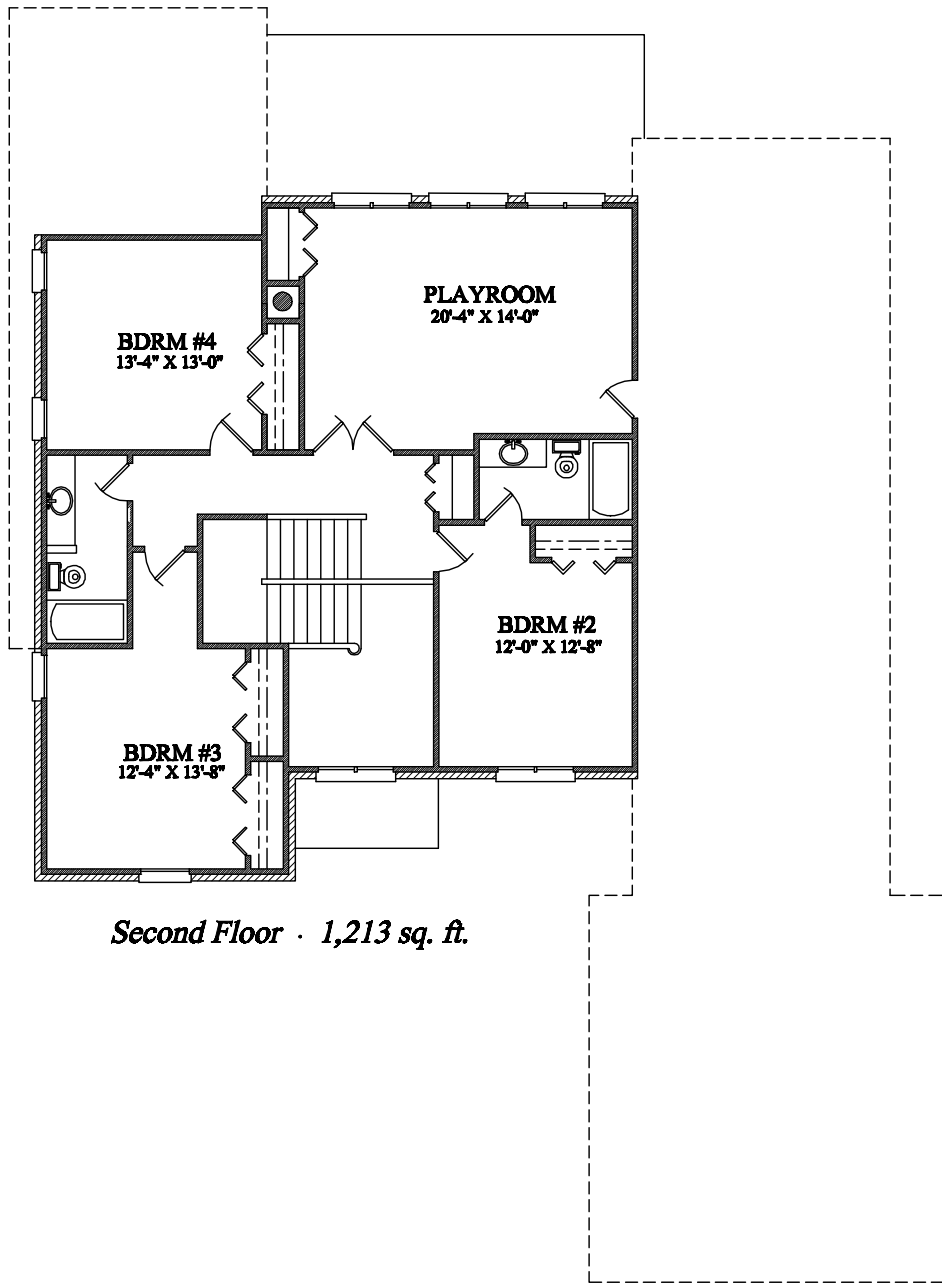 PLAYROOM
20'-4" X 14'-0"
BDRM #4
13'-4" X 13'-0"
BDRM #2
12'-0" X 12'-8"
BDRM #3
12'-4" X 13'-8"
Second Floor · 1,213 sq. ft.